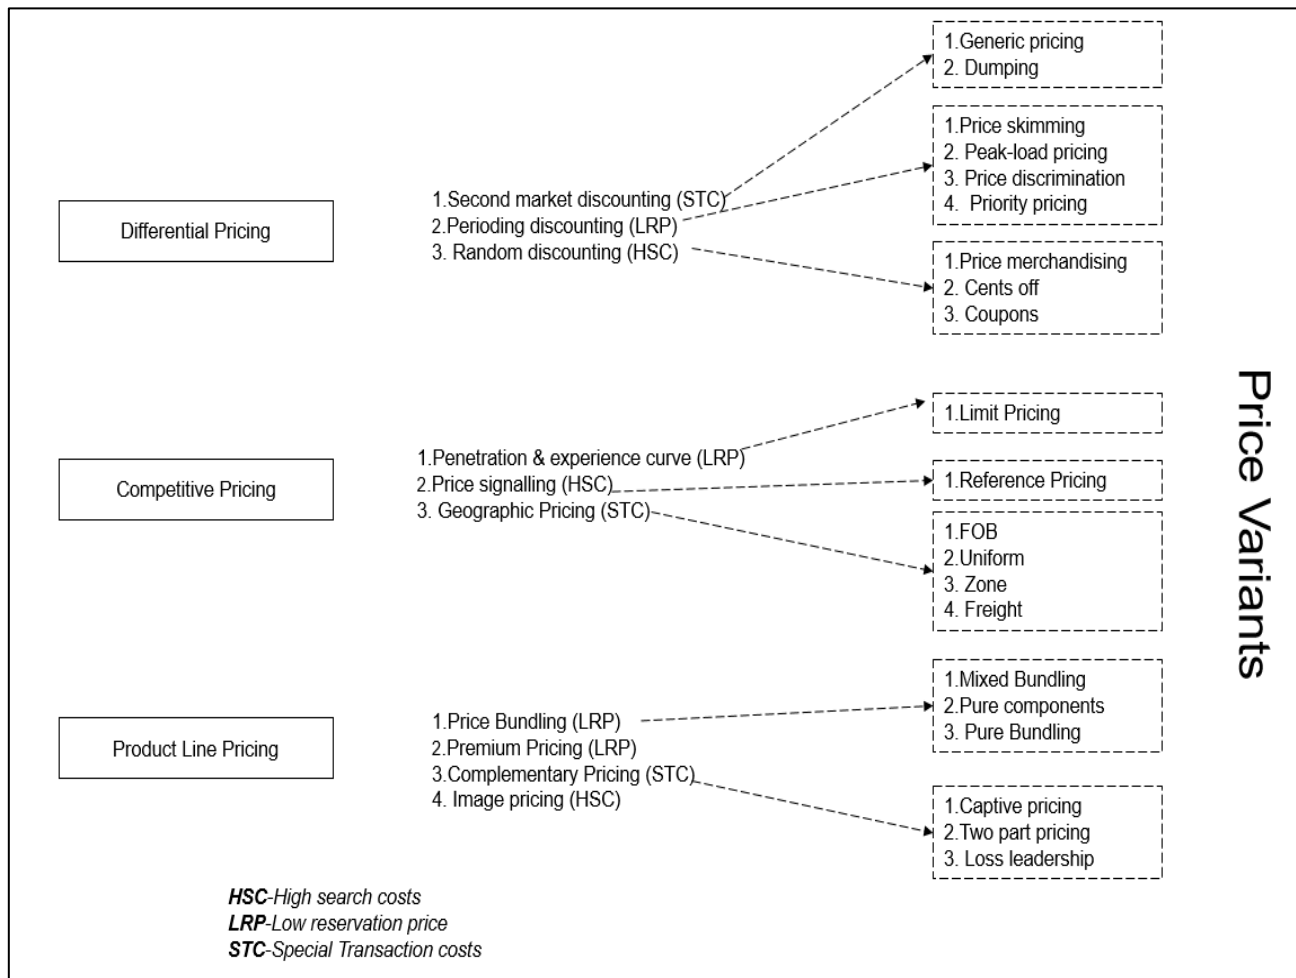 Differential Pricing
1.Second market discounting (STC)
2.Perioding discounting (LRP)
3. Random discounting (HSC)
1.Generic pricing
2. Dumping
1.Price skimming
2. Peak-load pricing
3. Price discrimination
4. Priority pricing
1.Price merchandising
2. Cents off
3. Coupons
Competitive Pricing
1.Penetration & experience curve (LRP)
2.Price signalling (HSC)
3. Geographic Pricing (STC)
1.Limit Pricing
1.Reference Pricing
1.FOB
2.Uniform
3. Zone
4. Freight
Product Line Pricing
1.Price Bundling (LRP)
2.Premium Pricing (LRP)
3.Complementary Pricing (STC)
4. Image pricing (HSC)
1.Mixed Bundling
2.Pure components
3. Pure Bundling
1.Captive pricing
2.Two part pricing
3. Loss leadership
Price Variants
HSC-High search costs
LRP-Low reservation price
STC-Special Transaction costs